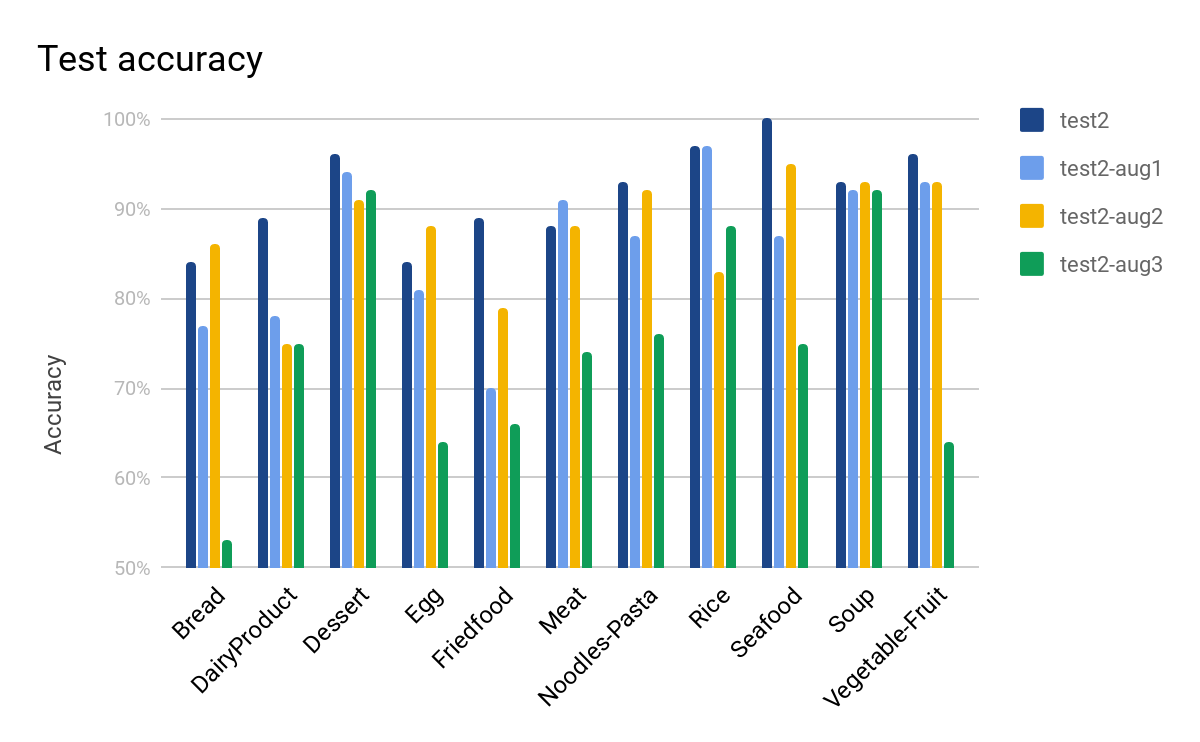 Test accuracy
100%
90%
80%
70%
60%
50%
Accuracy
Bread
DairyProduct
Dessert
Egg
Friedfood
Meat
Noodles-Pasta
Rice
Seafood
Soup
Vegetable-Fruit
test2
test2-aug1
test2-aug2
test2-aug3